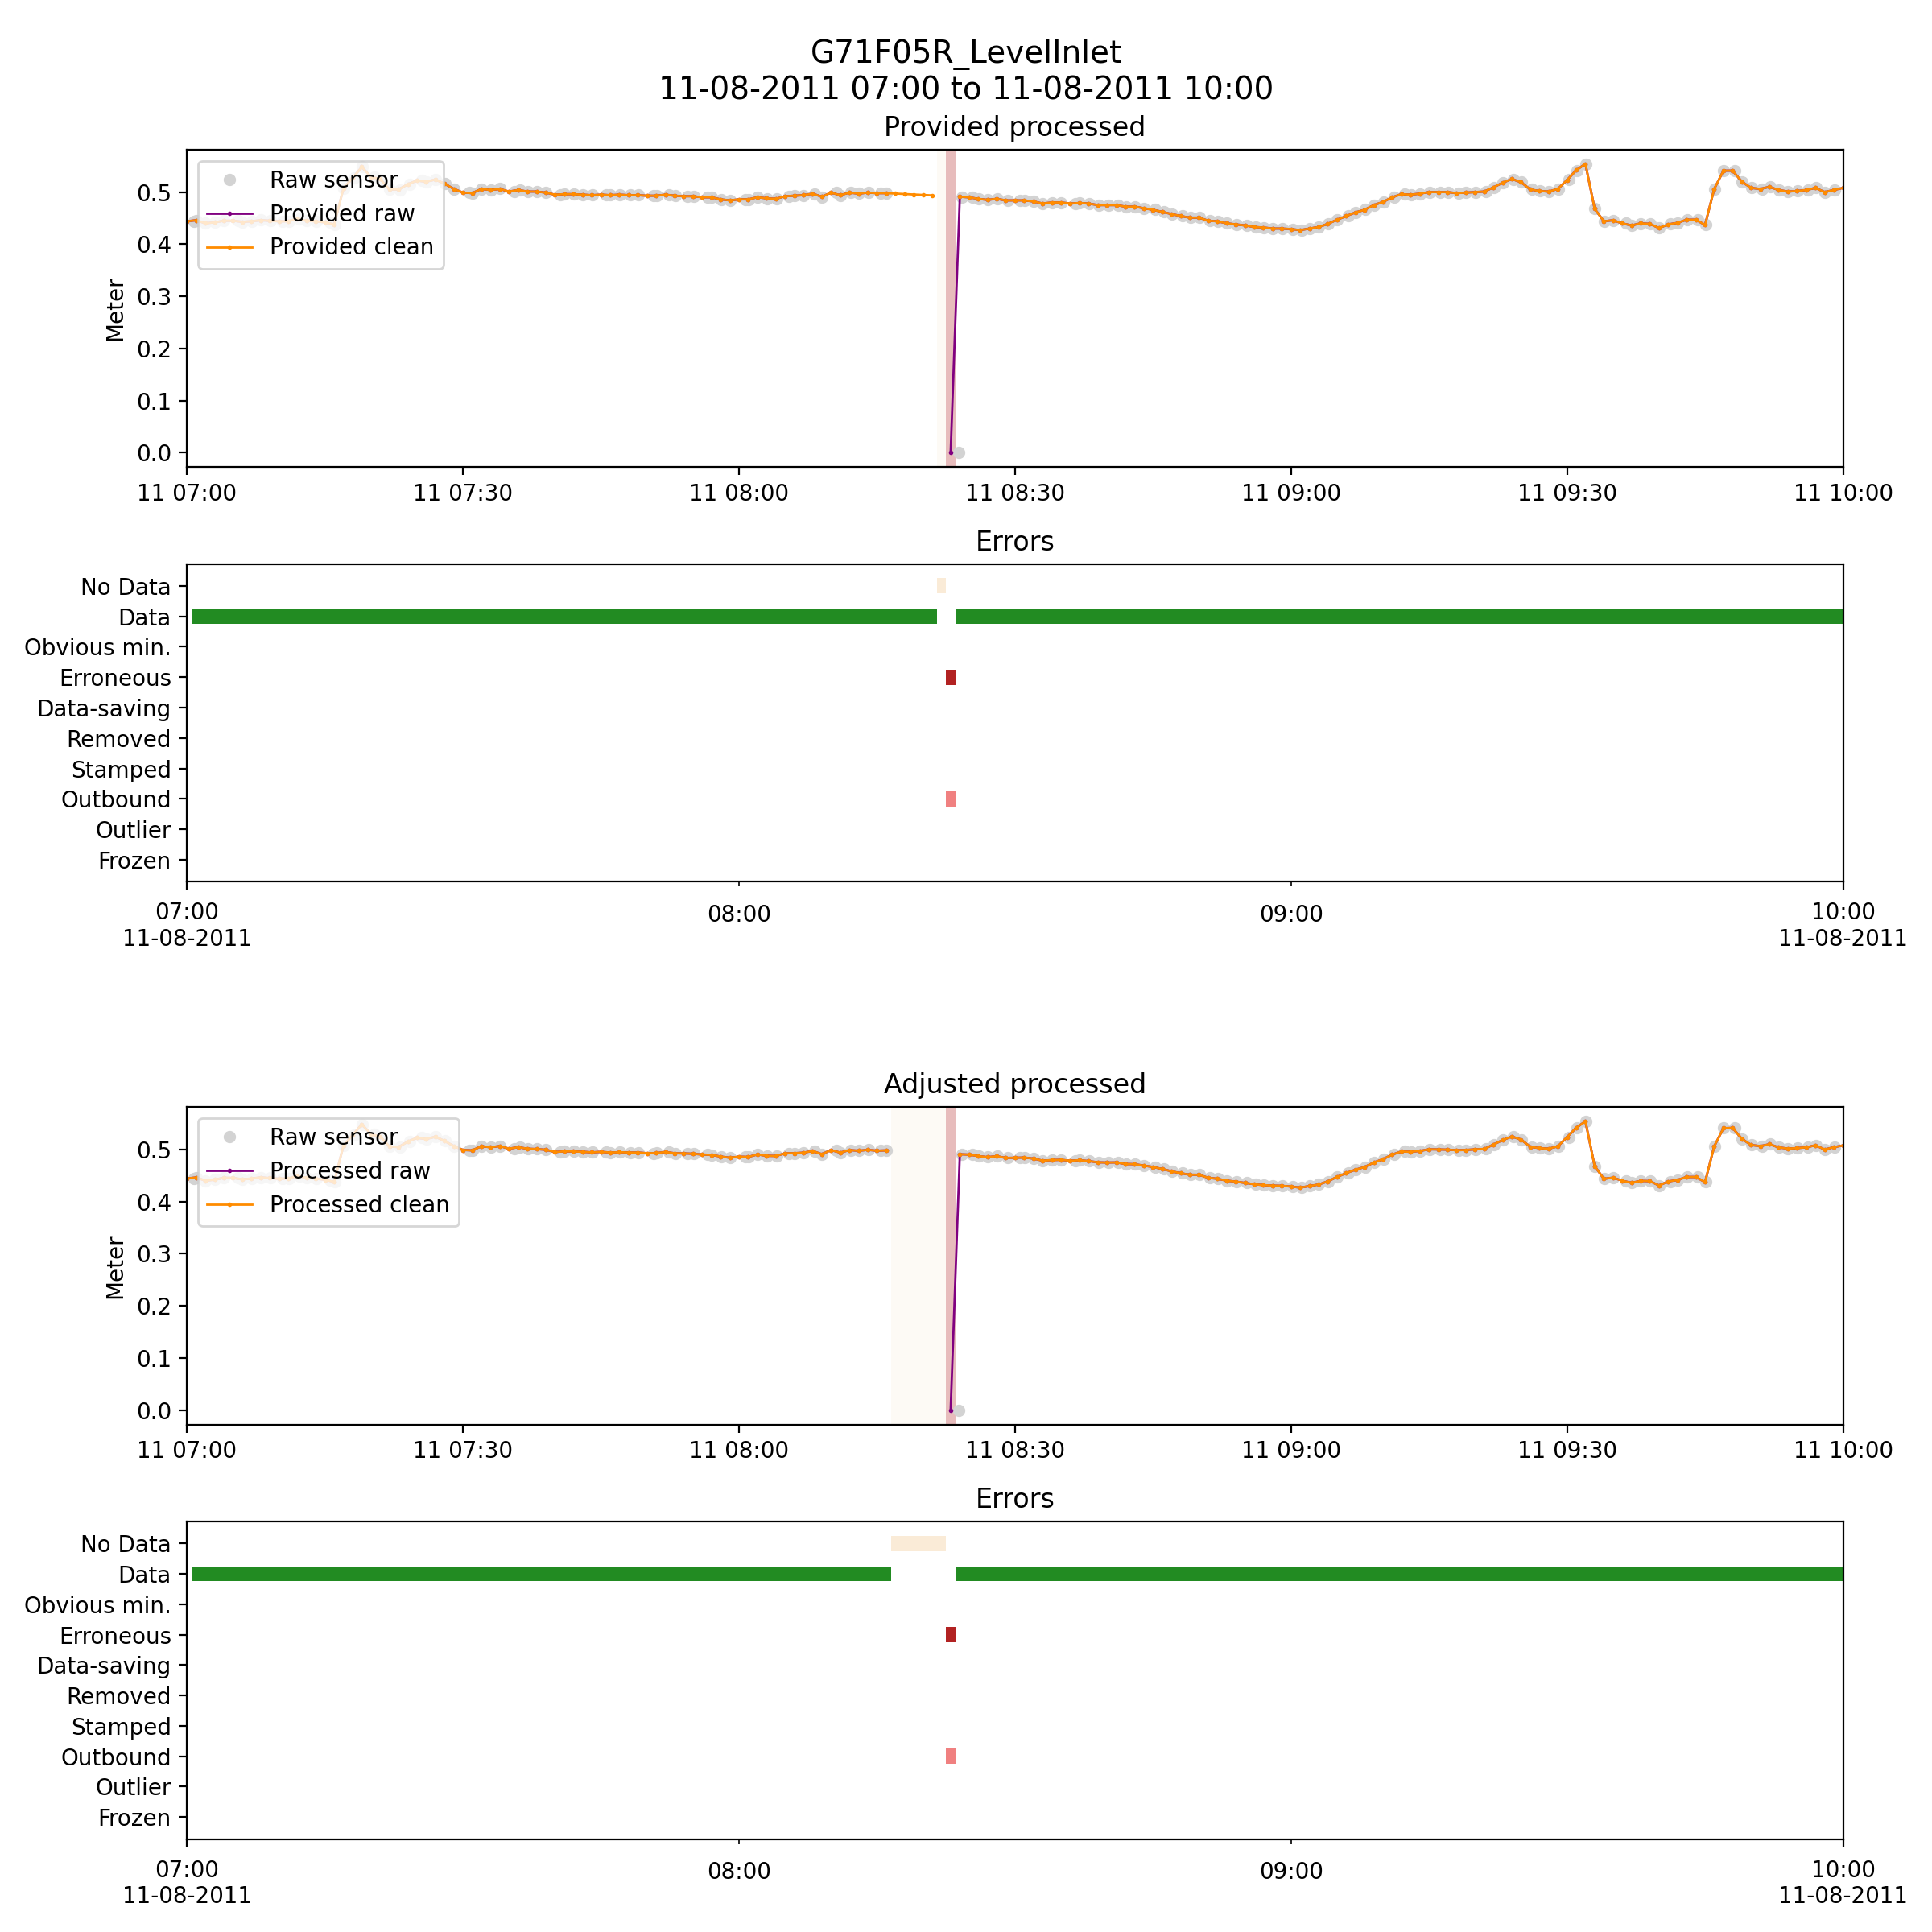 G71F05R_LevelInlet
11-08-2011 07:00 to 11-08-2011 10:00
Provided processed
Meter
0.5
0.4
0.3
0.2
0.1
0.0
Raw sensor
Provided raw
Provided clean
11 07:00 11 07:30 11 08:00 11 08:30 11 09:00 11 09:30 11 10:00
Errors
No Data
Data
Obvious min.
Erroneous
Data-saving
Removed
Stamped
Outbound
Outlier
Frozen
07:00 08:00 09:00 10:00
11-08-2011 11-08-2011
Adjusted processed
Meter
0.5
0.4
0.3
0.2
0.1
0.0
Raw sensor
Processed raw
Processed clean
11 07:00 11 07:30 11 08:00 11 08:30 11 09:00 11 09:30 11 10:00
Errors
No Data
Data
Obvious min.
Erroneous
Data-saving
Removed
Stamped
Outbound
Outlier
Frozen
07:00 08:00 09:00 10:00
11-08-2011 11-08-2011